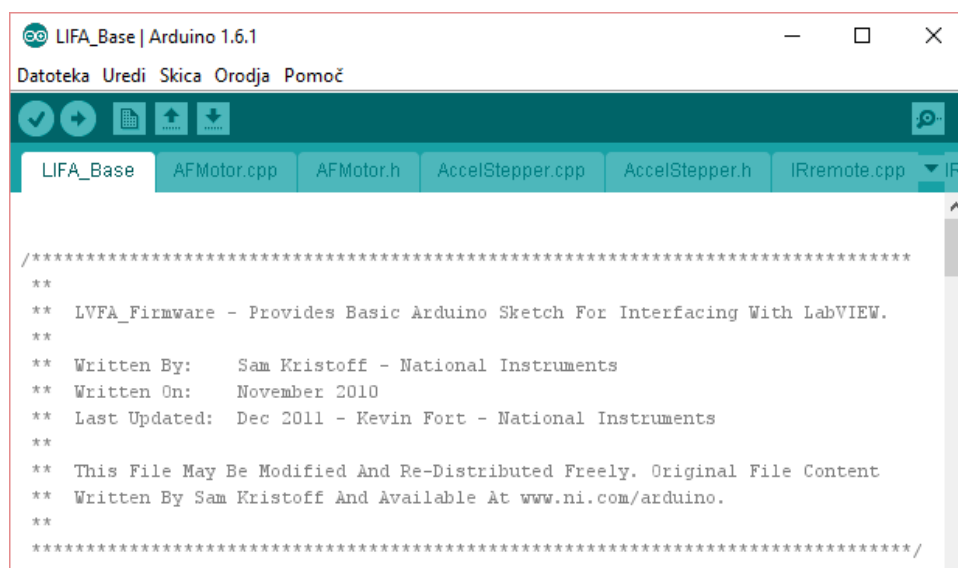 LIFA_Base | Arduino 1.6.1
Datoteka Uredi Skica Orodja Pomoč
LIFA_Base AFMotor.cpp AFMotor.h AccelStepper.cpp AccelStepper.h IRremote.cpp IR
/*********************************************************************************
**
** LVFA_Firmware - Provides Basic Arduino Sketch For Interfacing With LabVIEW.
**
** Written By: Sam Kristoff - National Instruments
** Written On: November 2010
** Last Updated: Dec 2011 - Kevin Fort - National Instruments
**
** This File May Be Modified And Re-Distributed Freely. Original File Content
** Written By Sam Kristoff And Available At www.ni.com/arduino.
**
*********************************************************************************/